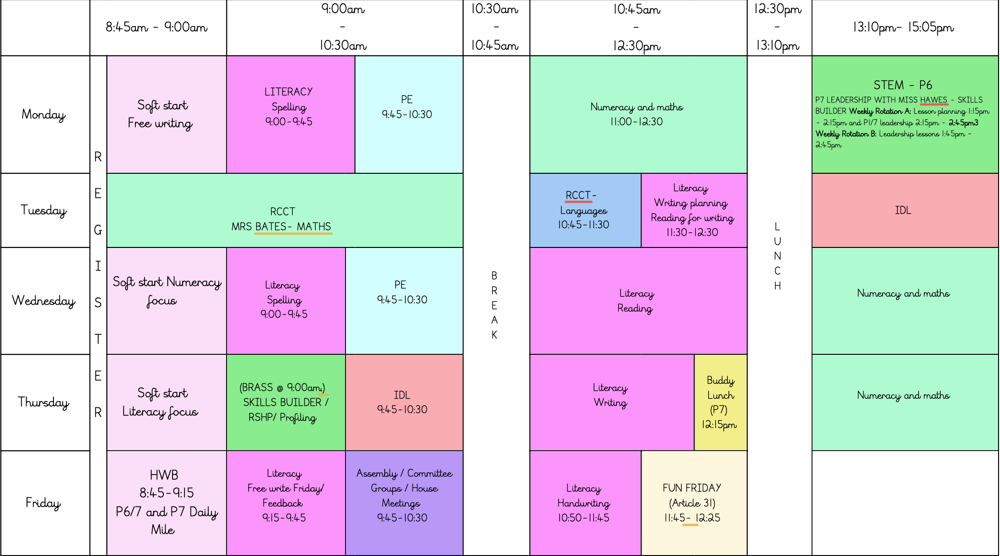 8:45am - 9:00am
9:00am
-
10:30am
10:30am
-
10:45am
10:45am
-
12:30pm
12:30pm
-
13:10pm
13:10pm- 15:05pm
R
E
G
I
S
T
E
R
B
R
E
A
K
L
U
N
C
H
Monday
Soft start
Free writing
LITERACY
Spelling
9:00-9:45
PE
9:45-10:30
Numeracy and maths
11:00-12:30
STEM - P6
P7 LEADERSHIP WITH MISS HAWES - SKILLS
BUILDER Weekly Rotation A: Lesson planning 1:15pm
- 2:15pm and P1/7 leadership 2:15pm - 2:45pm3
Weekly Rotation B: Leadership lessons 1:45pm -
2:45pm
Tuesday
RCCT
MRS BATES- MATHS
RCCT-
Languages
10:45-11:30
Literacy
Writing planning
Reading for writing
11:30-12:30
IDL
Wednesday
Soft start Numeracy
focus
Literacy
Spelling
9:00-9:45
PE
9:45-10:30
Literacy
Reading
Numeracy and maths
Thursday
Soft start
Literacy focus
(BRASS @ 9:00am,)
SKILLS BUILDER /
RSHP/ Profiling
IDL
9:45-10:30
Literacy
Writing
Buddy
Lunch
(P7)
12:15pm
Numeracy and maths
Friday
HWB
8:45-9:15
P6/7 and P7 Daily
Mile
Literacy
Free write Friday/
Feedback
9:15-9:45
Assembly / Committee
Groups / House
Meetings
9:45-10:30
Literacy
Handwriting
10:50-11:45
FUN FRIDAY
(Article 31)
11:45- 12:25